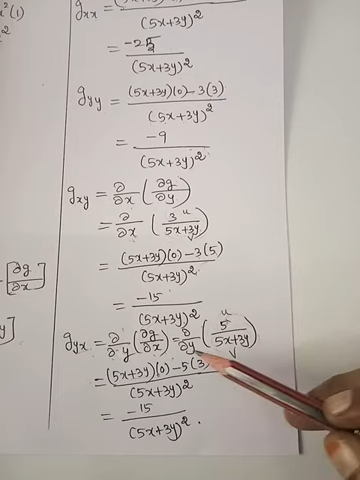 x²(1)
g_xx =
(5x+3y)²
= -25
(5x+3y)²
g_yy = (5x+3y)(0) - 3(3)
(5x+3y)²
= -9
(5x+3y)²
g_xy = ∂/∂x (∂g/∂y)
= ∂/∂x (3 u / 5x+3y v)
= (5x+3y)(0) - 3(5)
(5x+3y)²
= -15
(5x+3y)²
[∂g/∂x]
g_yx = ∂/∂y (∂g/∂x) = ∂/∂y (5 u / 5x+3y v)
= (5x+3y)(0) - 5(3)
(5x+3y)²
= -15
(5x+3y)² .